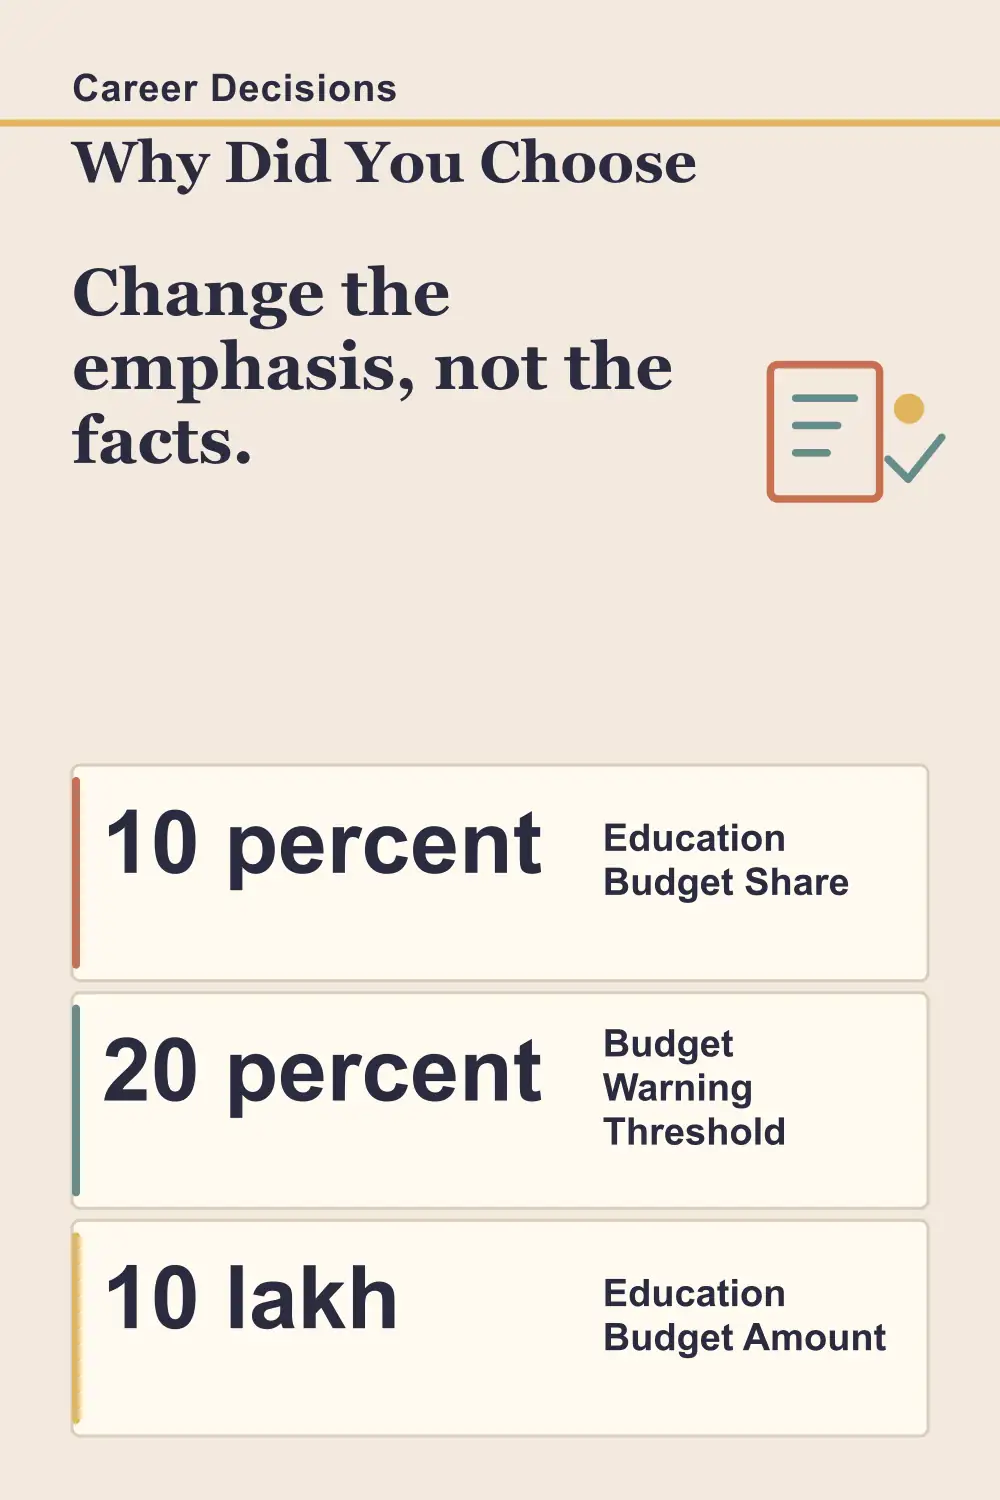 Career Decisions
Why Did You Choose
Change the
emphasis, not the
facts.
10 percent
Education
Budget Share
20 percent
Budget
Warning
Threshold
10 lakh
Education
Budget Amount